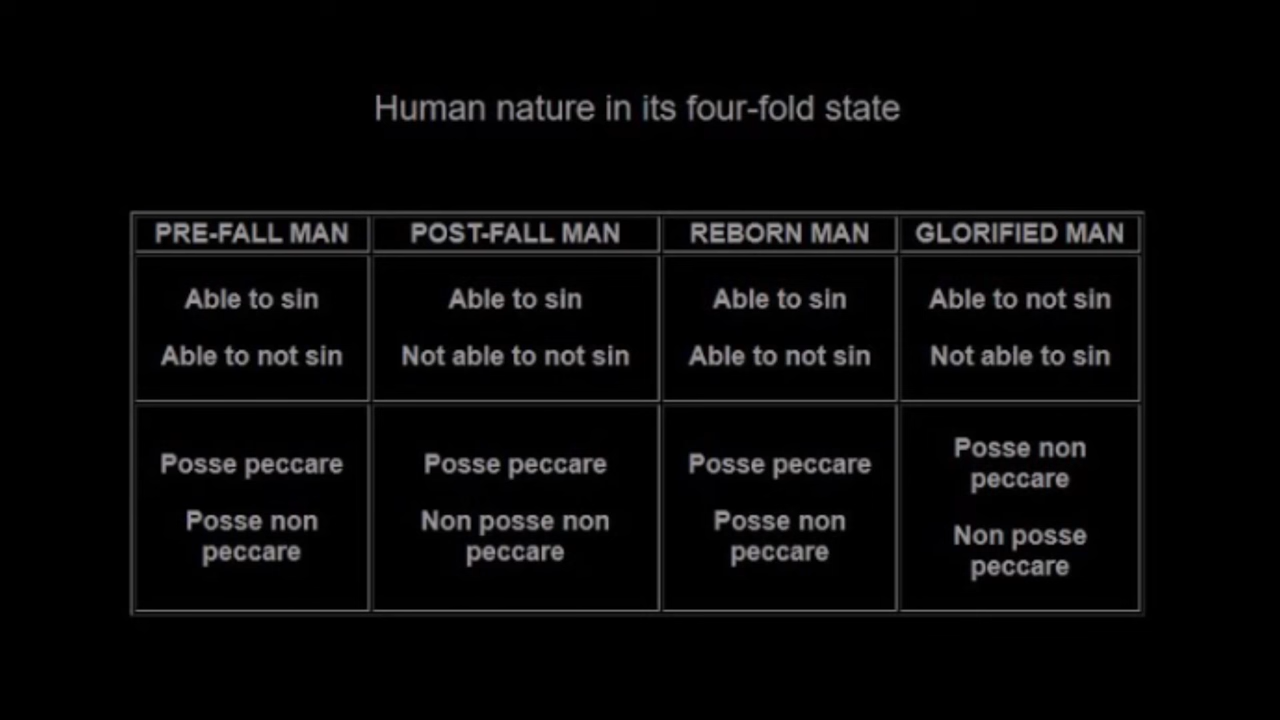 Human nature in its four-fold state
PRE-FALL MAN POST-FALL MAN REBORN MAN GLORIFIED MAN
Able to sin Able to sin Able to sin Able to not sin
Able to not sin Not able to not sin Able to not sin Not able to sin
Posse peccare Posse peccare Posse peccare Posse non peccare
Posse non peccare Non posse non peccare Posse non peccare Non posse peccare